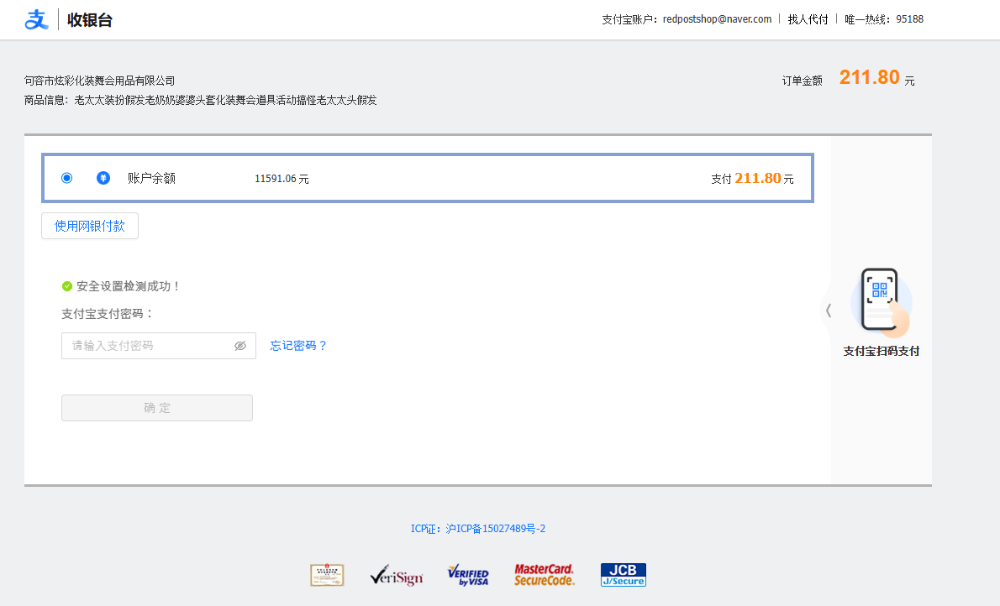 支 收银台
支付宝账户：redpostshop@naver.com 找人代付 唯一热线：95188
句容市炫彩化装舞会用品有限公司
订单金额 211.80 元
商品信息：老太太装扮假发老奶奶婆婆头套化装舞会道具活动搞怪老太太头假发
账户余额 11591.06 元 支付 211.80 元
使用网银付款
安全设置检测成功！
支付宝支付密码：
请输入支付密码 忘记密码？
支付宝扫码支付
确 定
ICP证：沪ICP备15027489号-2
VeriSign VERIFIED by VISA MasterCard. SecureCode. JCB J/Secure